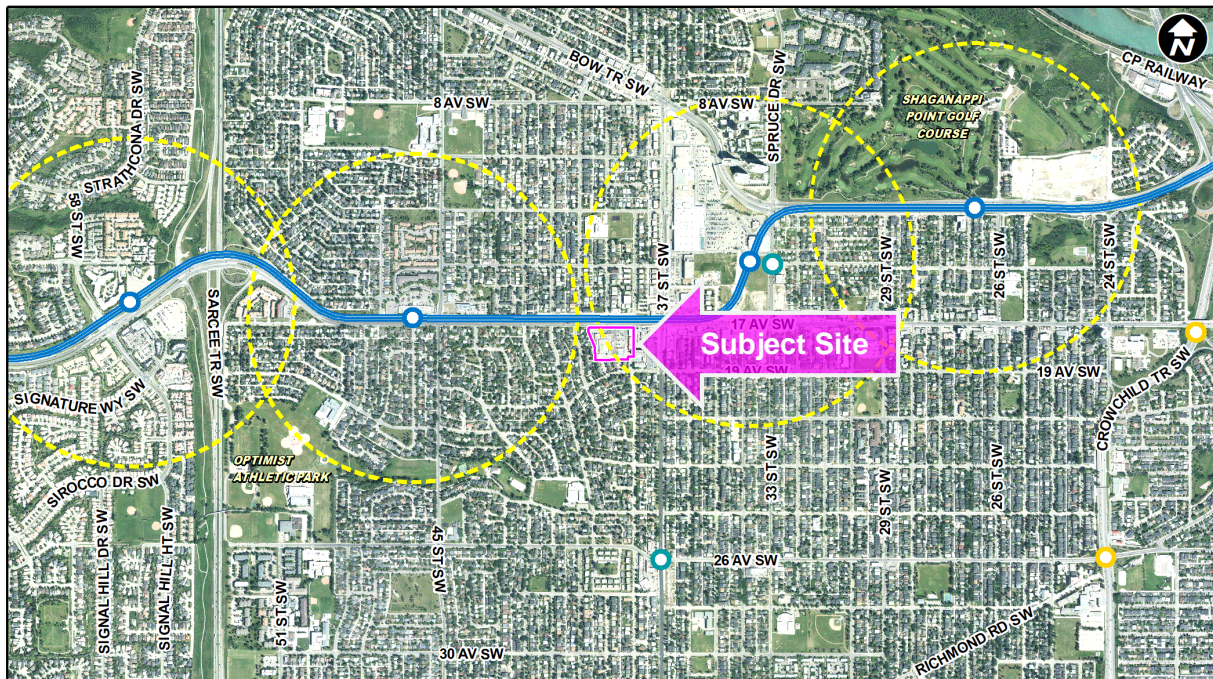 N
BOW TR SW
CP RAILWAY
STRATHCONA DR SW
8 AV SW
8 AV SW
SPRUCE DR SW
SHAGANAPPI
POINT GOLF
COURSE
58 ST SW
37 ST SW
29 ST SW
26 ST SW
24 ST SW
SARCEE TR SW
17 AV SW
Subject Site
19 AV SW
19 AV SW
SIGNATURE WY SW
CROWCHILD TR SW
OPTIMIST
ATHLETIC PARK
SIROCCO DR SW
33 ST SW
29 ST SW
26 ST SW
SIGNAL HILL DR SW
SIGNAL HILL HT SW
45 ST SW
26 AV SW
51 ST SW
RICHMOND RD SW
30 AV SW